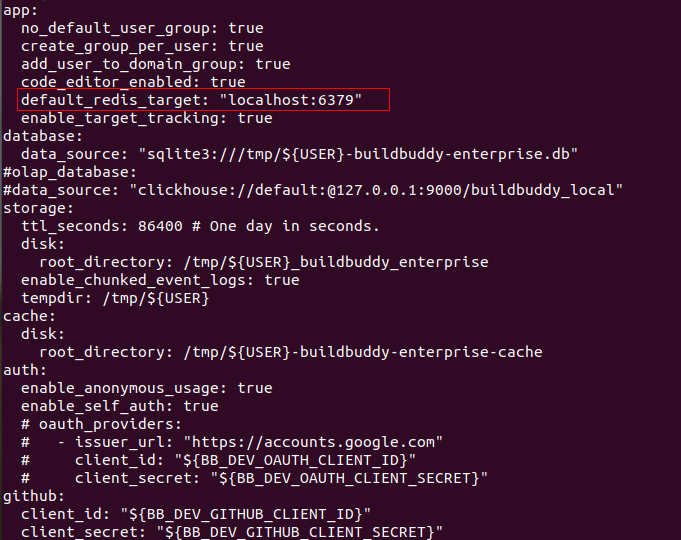 app:
  no_default_user_group: true
  create_group_per_user: true
  add_user_to_domain_group: true
  code_editor_enabled: true
  default_redis_target: "localhost:6379"
  enable_target_tracking: true
database:
  data_source: "sqlite3:///tmp/${USER}-buildbuddy-enterprise.db"
#olap_database:
#data_source: "clickhouse://default:@127.0.0.1:9000/buildbuddy_local"
storage:
  ttl_seconds: 86400 # One day in seconds.
  disk:
    root_directory: /tmp/${USER}_buildbuddy_enterprise
  enable_chunked_event_logs: true
  tempdir: /tmp/${USER}
cache:
  disk:
    root_directory: /tmp/${USER}-buildbuddy-enterprise-cache
auth:
  enable_anonymous_usage: true
  enable_self_auth: true
  # oauth_providers:
  #   - issuer_url: "https://accounts.google.com"
  #     client_id: "${BB_DEV_OAUTH_CLIENT_ID}"
  #     client_secret: "${BB_DEV_OAUTH_CLIENT_SECRET}"
github:
  client_id: "${BB_DEV_GITHUB_CLIENT_ID}"
  client_secret: "${BB_DEV_GITHUB_CLIENT_SECRET}"